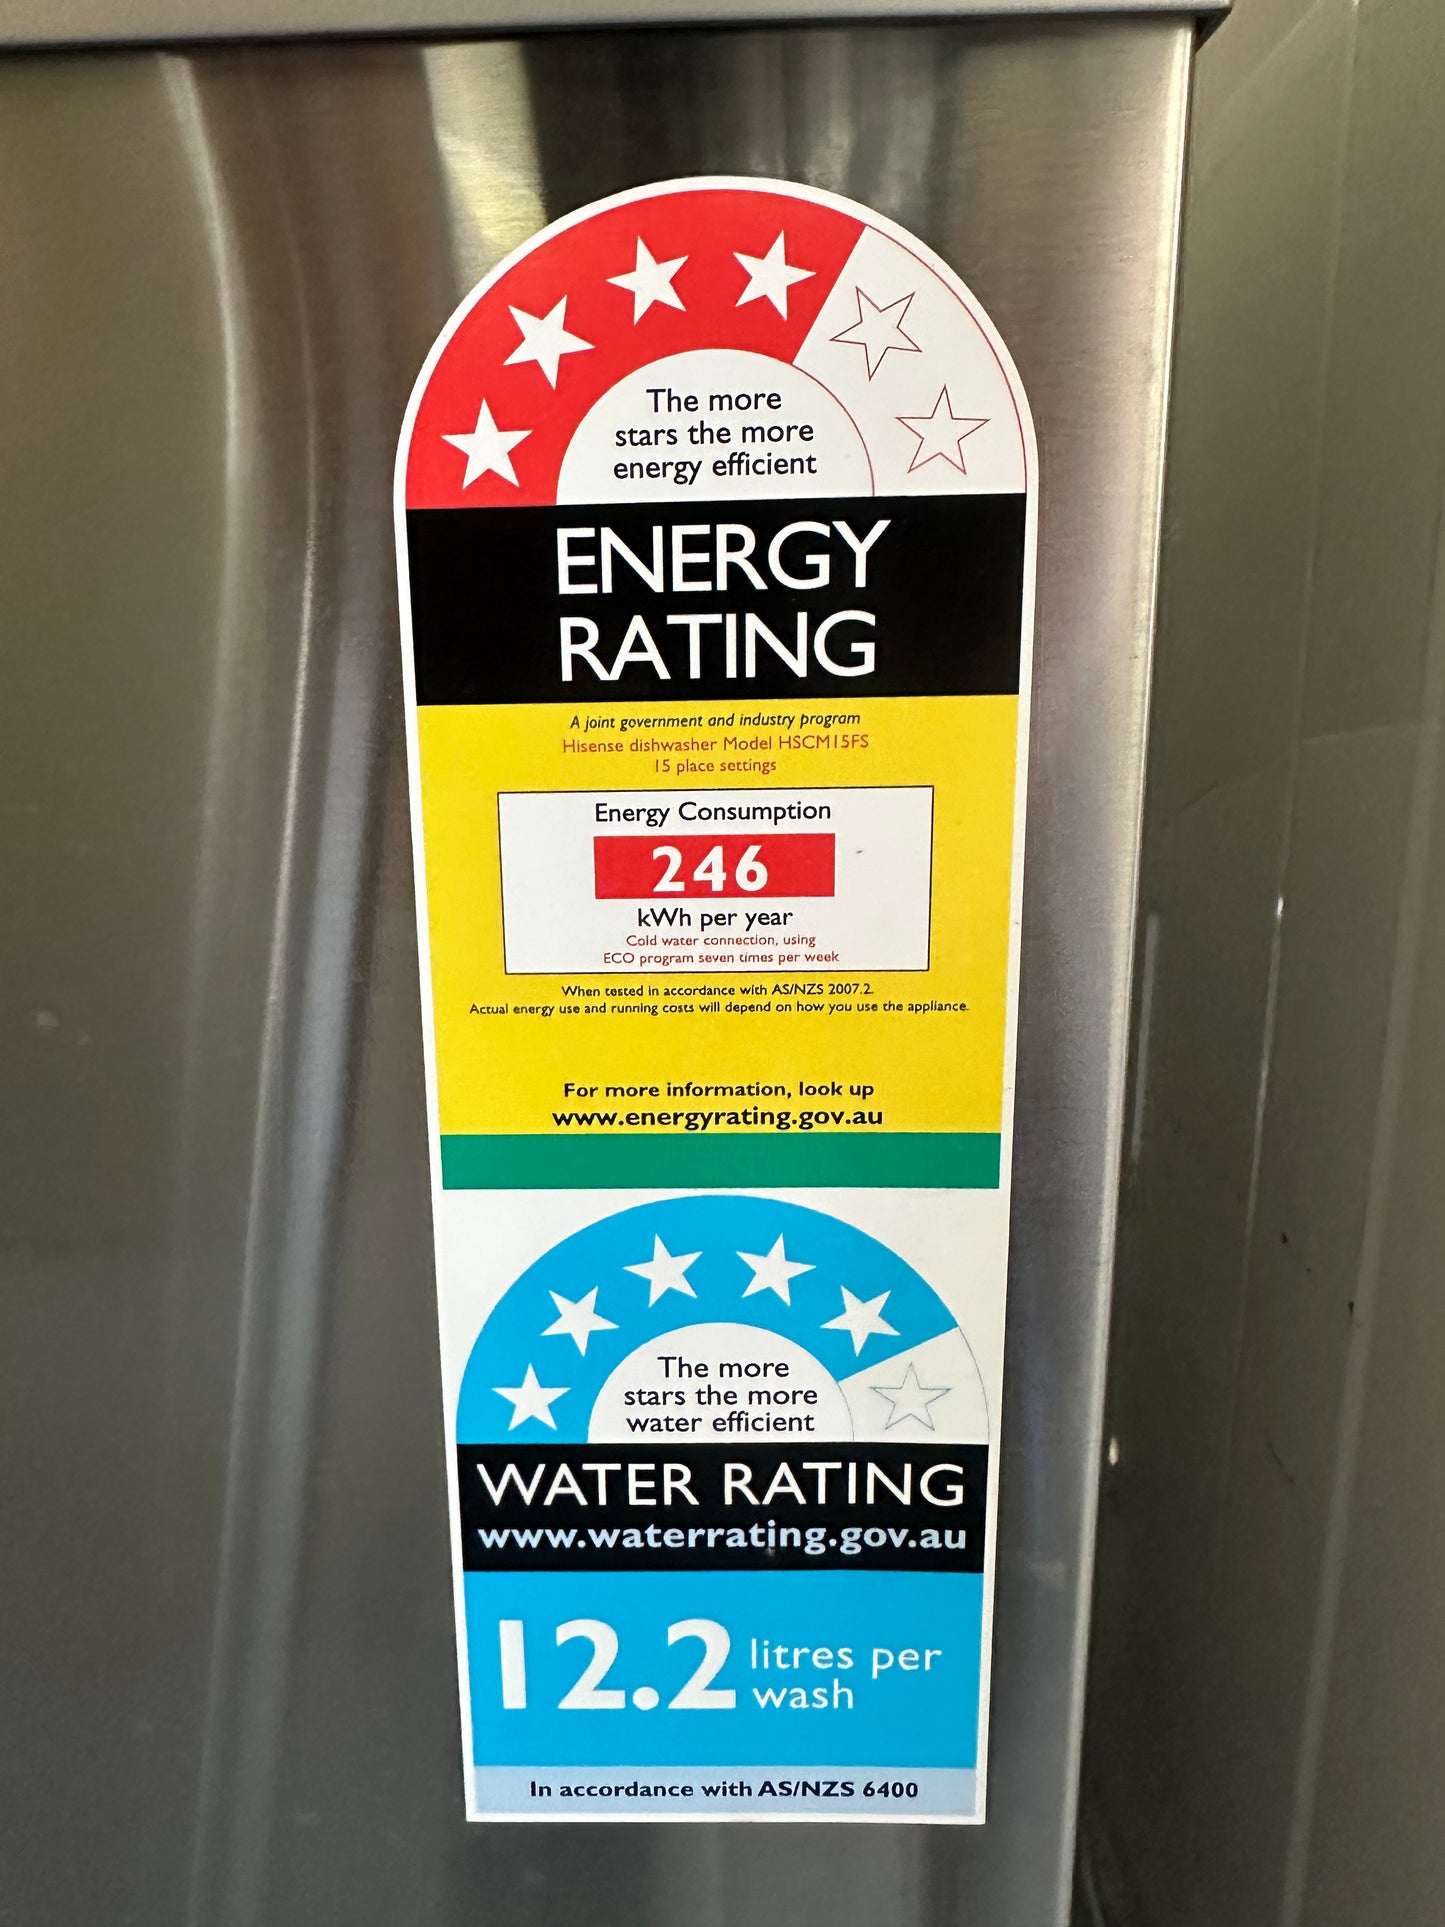 The more
stars the more
energy efficient
ENERGY
RATING
A joint government and industry program
Hisense dishwasher Model HSCM15FS
15 place settings
Energy Consumption
246
kWh per year
Cold water connection, using
ECO program seven times per week
When tested in accordance with AS/NZS 2007.2.
Actual energy use and running costs will depend on how you use the appliance.
For more information, look up
www.energyrating.gov.au
The more
stars the more
water efficient
WATER RATING
www.waterrating.gov.au
12.2 litres per
wash
In accordance with AS/NZS 6400